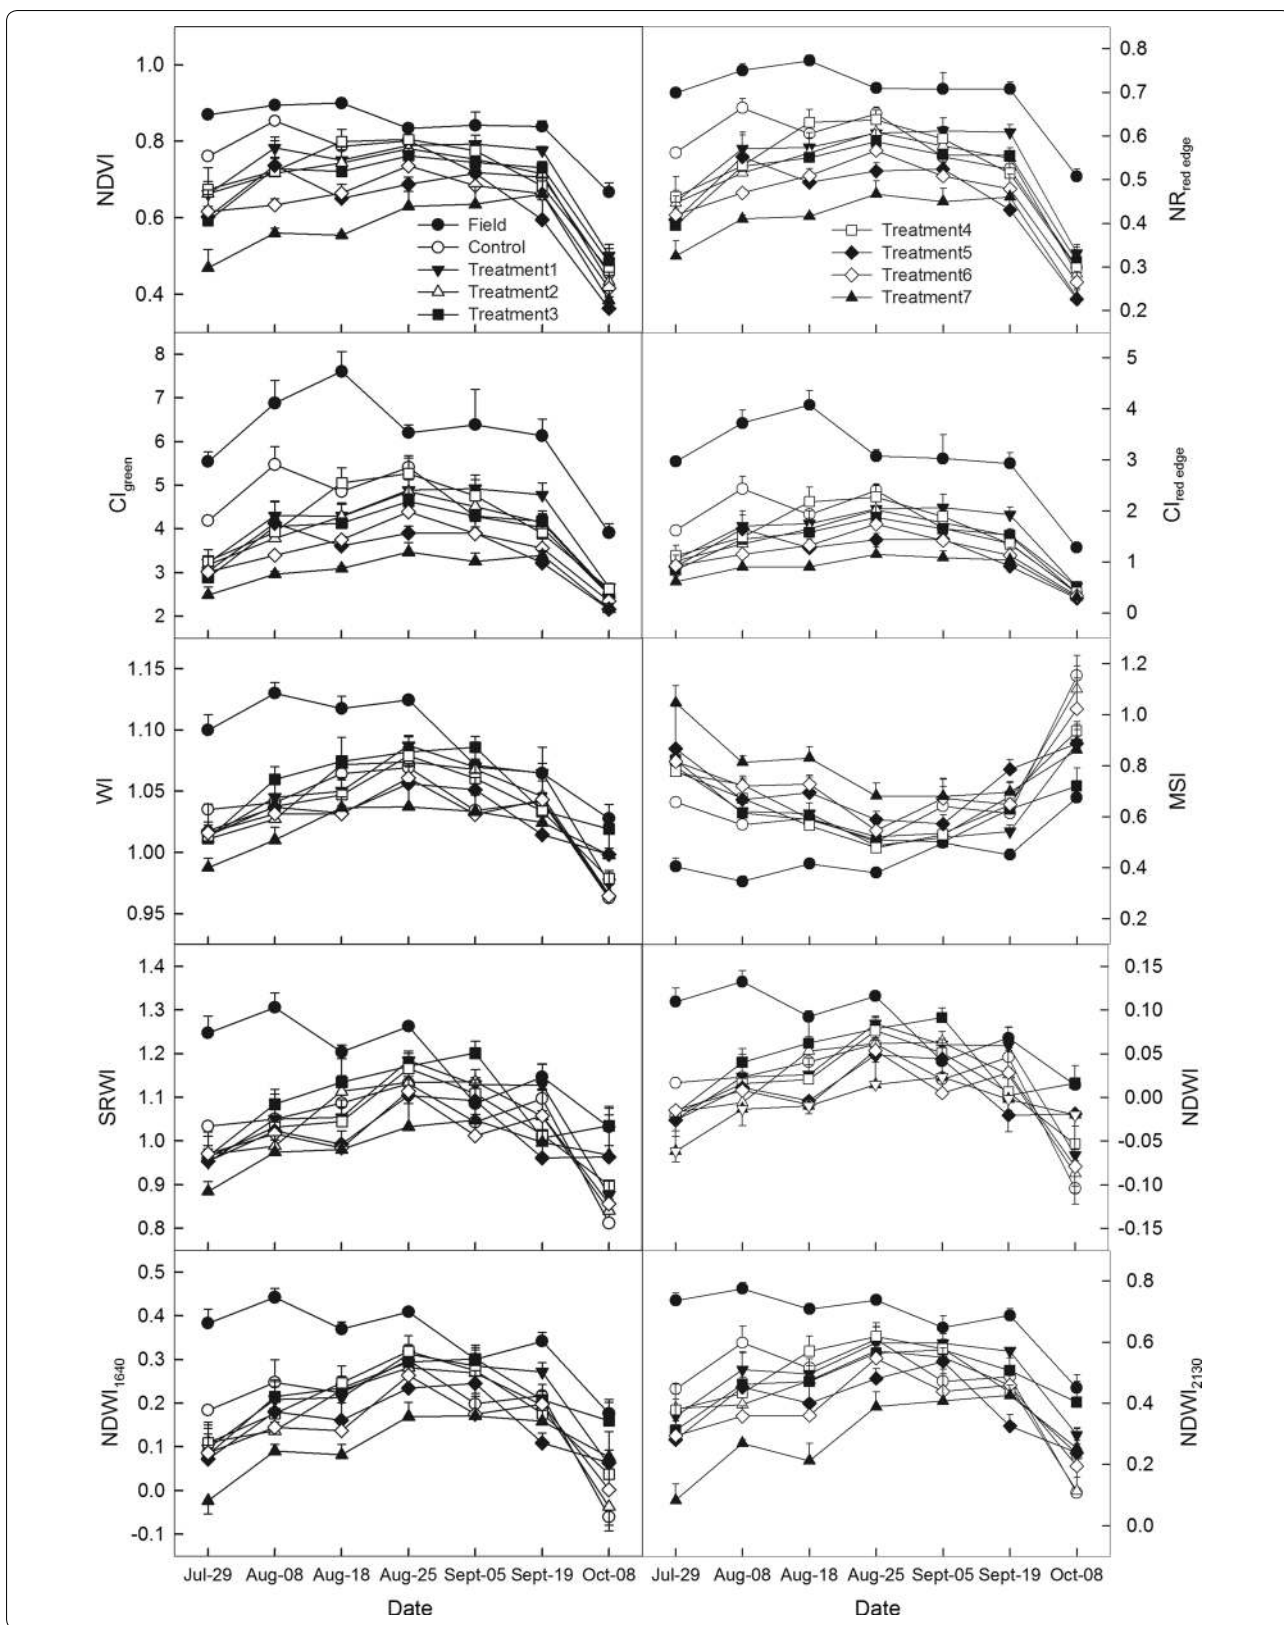 1.0
0.8
0.6
0.4
NDVI
Field
Control
Treatment1
Treatment2
Treatment3
Treatment4
Treatment5
Treatment6
Treatment7
0.8
0.7
0.6
0.5
0.4
0.3
0.2
NRred edge
8
7
6
5
4
3
2
CIgreen
5
4
3
2
1
0
CIred edge
1.15
1.10
1.05
1.00
0.95
WI
1.2
1.0
0.8
0.6
0.4
0.2
MSI
1.4
1.3
1.2
1.1
1.0
0.9
0.8
SRWI
0.15
0.10
0.05
0.00
-0.05
-0.10
-0.15
NDWI
0.5
0.4
0.3
0.2
0.1
0.0
-0.1
NDWI1640
0.8
0.6
0.4
0.2
0.0
NDWI2130
Jul-29 Aug-08 Aug-18 Aug-25 Sept-05 Sept-19 Oct-08
Jul-29 Aug-08 Aug-18 Aug-25 Sept-05 Sept-19 Oct-08
Date
Date